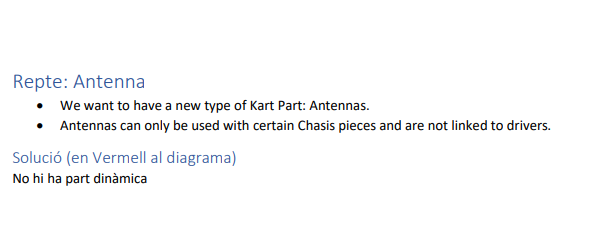 Repte: Antenna
• We want to have a new type of Kart Part: Antennas.
• Antennas can only be used with certain Chasis pieces and are not linked to drivers.
Solució (en Vermell al diagrama)
No hi ha part dinàmica